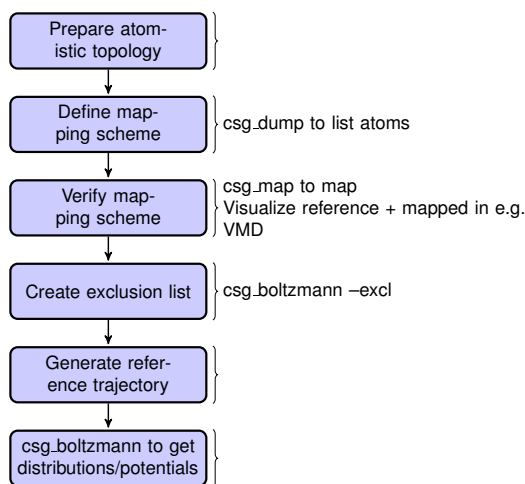 Prepare atom-
istic topology
Define map-
ping scheme
csg_dump to list atoms
Verify map-
ping scheme
csg_map to map
Visualize reference + mapped in e.g.
VMD
Create exclusion list
csg_boltzmann –excl
Generate refer-
ence trajectory
csg_boltzmann to get
distributions/potentials